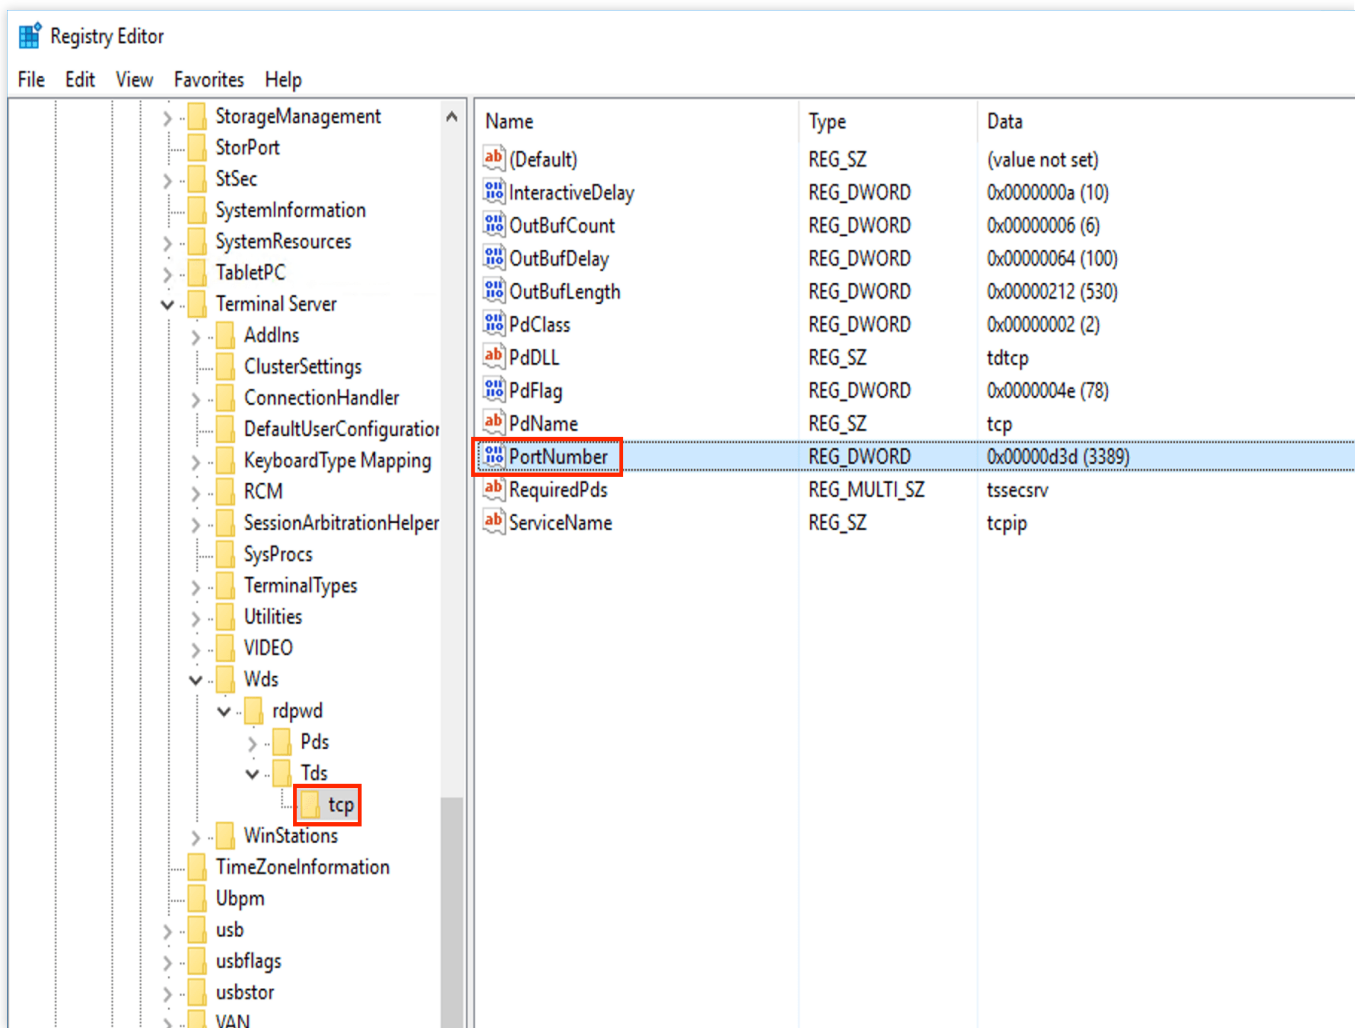 Registry Editor
File Edit View Favorites Help
StorageManagement
StorPort
StSec
SystemInformation
SystemResources
TabletPC
Terminal Server
AddIns
ClusterSettings
ConnectionHandler
DefaultUserConfiguration
KeyboardType Mapping
RCM
SessionArbitrationHelper
SysProcs
TerminalTypes
Utilities
VIDEO
Wds
rdpwd
Pds
Tds
tcp
WinStations
TimeZoneInformation
Ubpm
usb
usbflags
usbstor
VAN
Name Type Data
(Default) REG_SZ (value not set)
InteractiveDelay REG_DWORD 0x0000000a (10)
OutBufCount REG_DWORD 0x00000006 (6)
OutBufDelay REG_DWORD 0x00000064 (100)
OutBufLength REG_DWORD 0x00000212 (530)
PdClass REG_DWORD 0x00000002 (2)
PdDLL REG_SZ tdtcp
PdFlag REG_DWORD 0x0000004e (78)
PdName REG_SZ tcp
PortNumber REG_DWORD 0x00000d3d (3389)
RequiredPds REG_MULTI_SZ tssecsrv
ServiceName REG_SZ tcpip